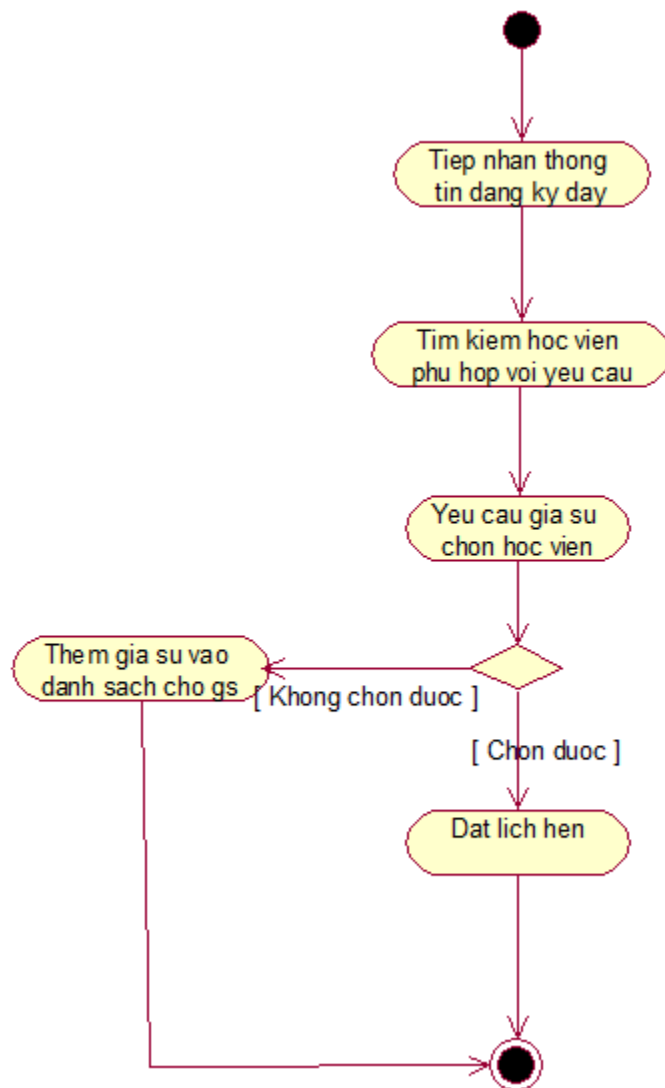 Tiep nhan thong
tin dang ky day
Tim kiem hoc vien
phu hop voi yeu cau
Yeu cau gia su
chon hoc vien
Them gia su vao
danh sach cho gs
[ Khong chon duoc ]
[ Chon duoc ]
Dat lich hen